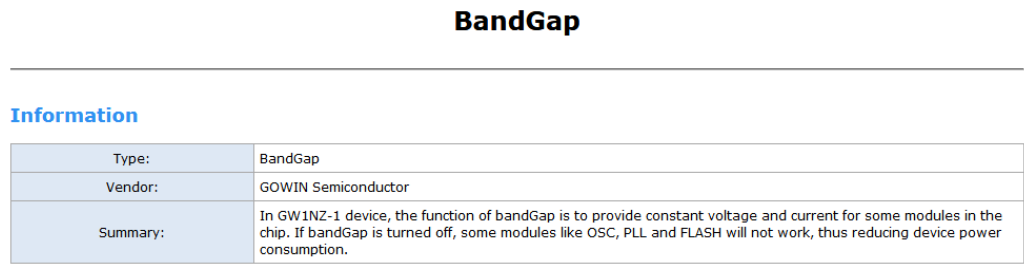 BandGap
Information
Type: BandGap
Vendor: GOWIN Semiconductor
Summary: In GW1NZ-1 device, the function of bandGap is to provide constant voltage and current for some modules in the
chip. If bandGap is turned off, some modules like OSC, PLL and FLASH will not work, thus reducing device power
consumption.